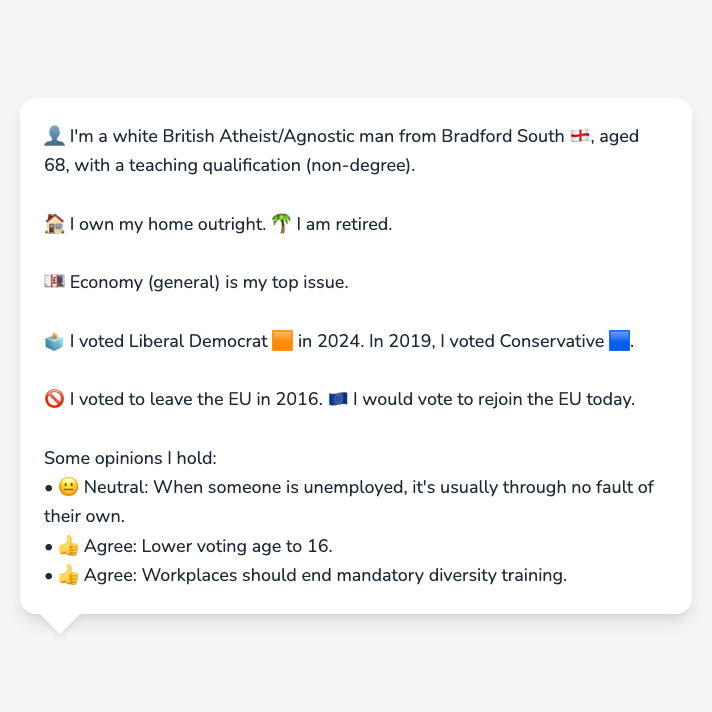 👤 I'm a white British Atheist/Agnostic man from Bradford South 🏴󠁧󠁢󠁥󠁮󠁧󠁿, aged
68, with a teaching qualification (non-degree).
🏠 I own my home outright. 🌴 I am retired.
💷 Economy (general) is my top issue.
🗳️ I voted Liberal Democrat 🟧 in 2024. In 2019, I voted Conservative 🟦.
🚫 I voted to leave the EU in 2016. 🇪🇺 I would vote to rejoin the EU today.
Some opinions I hold:
• 😐 Neutral: When someone is unemployed, it's usually through no fault of
their own.
• 👍 Agree: Lower voting age to 16.
• 👍 Agree: Workplaces should end mandatory diversity training.